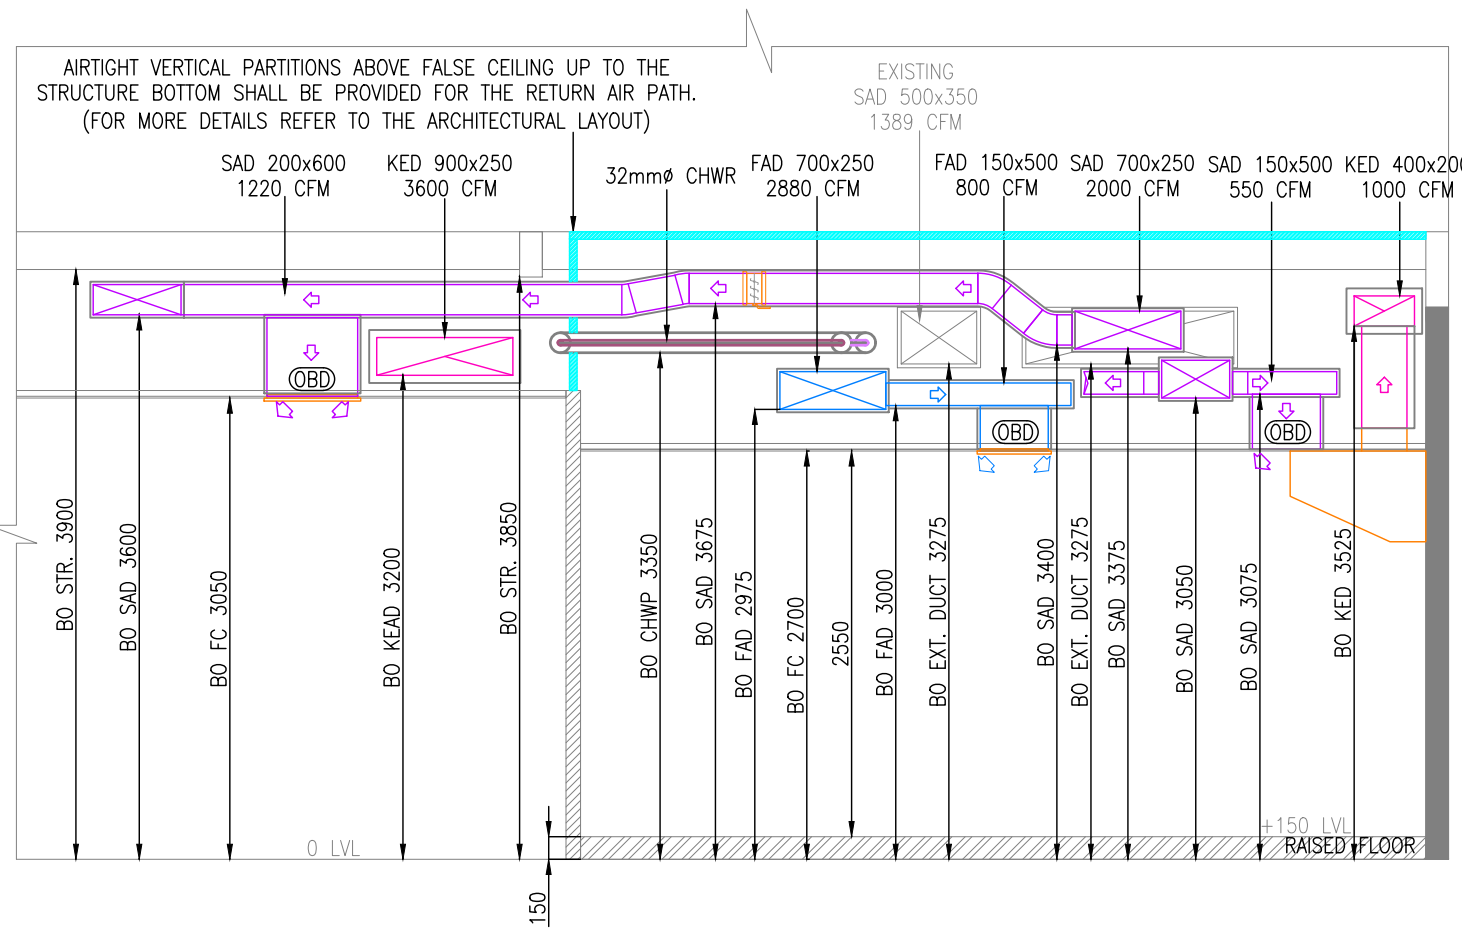 AIRTIGHT VERTICAL PARTITIONS ABOVE FALSE CEILING UP TO THE
STRUCTURE BOTTOM SHALL BE PROVIDED FOR THE RETURN AIR PATH.
(FOR MORE DETAILS REFER TO THE ARCHITECTURAL LAYOUT)
EXISTING
SAD 500x350
1389 CFM
SAD 200x600
1220 CFM
KED 900x250
3600 CFM
32mmø CHWR
FAD 700x250
2880 CFM
FAD 150x500
800 CFM
SAD 700x250
2000 CFM
SAD 150x500
550 CFM
KED 400x200
1000 CFM
OBD
OBD
OBD
BO STR. 3900
BO SAD 3600
BO FC 3050
BO KEAD 3200
BO STR. 3850
BO CHWP 3350
BO SAD 3675
BO FAD 2975
BO FC 2700
2550
BO FAD 3000
BO EXT. DUCT 3275
BO SAD 3400
BO EXT. DUCT 3275
BO SAD 3375
BO SAD 3050
BO SAD 3075
BO KED 3525
0 LVL
+150 LVL
RAISED FLOOR
150